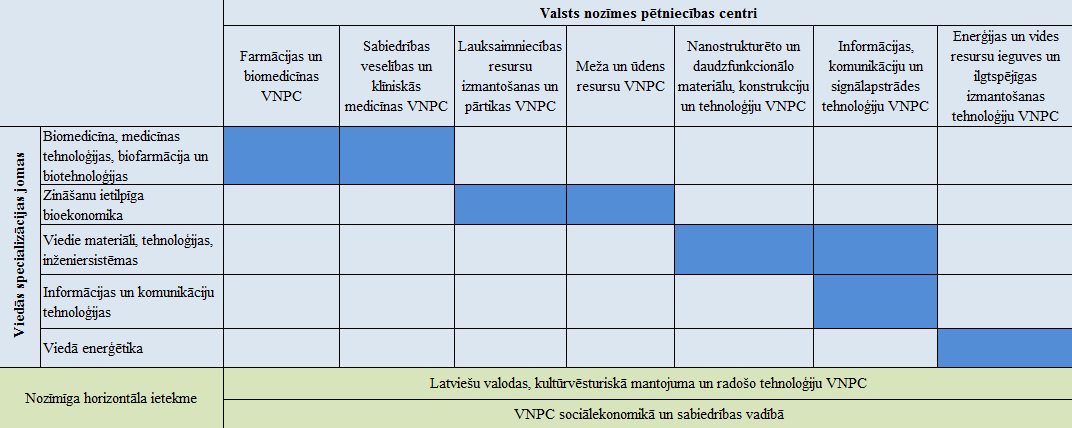 Valsts nozīmes pētniecības centri
Farmācijas un
biomedicīnas
VNPC
Sabiedrības
veselības un
klīniskās
medicīnas VNPC
Lauksaimniecības
resursu
izmantošanas un
pārtikas VNPC
Meža un ūdens
resursu VNPC
Nanostrukturēto un
daudzfunkcionālo
materiālu, konstrukciju
un tehnoloģiju VNPC
Informācijas,
komunikāciju un
signālapstrādes
tehnoloģiju VNPC
Enerģijas un vides
resursu ieguves un
ilgtspējīgas
izmantošanas
tehnoloģiju VNPC
Viedās specializācijas jomas
Biomedicīna, medicīnas
tehnoloģijas, biofarmācija un
biotehnoloģijas
Zināšanu ietilpīga
bioekonomika
Viedie materiāli, tehnoloģijas,
inženiersistēmas
Informācijas un komunikāciju
tehnoloģijas
Viedā enerģētika
Nozīmīga horizontāla ietekme
Latviešu valodas, kultūrvēsturiskā mantojuma un radošo tehnoloģiju VNPC
VNPC sociālekonomikā un sabiedrības vadībā